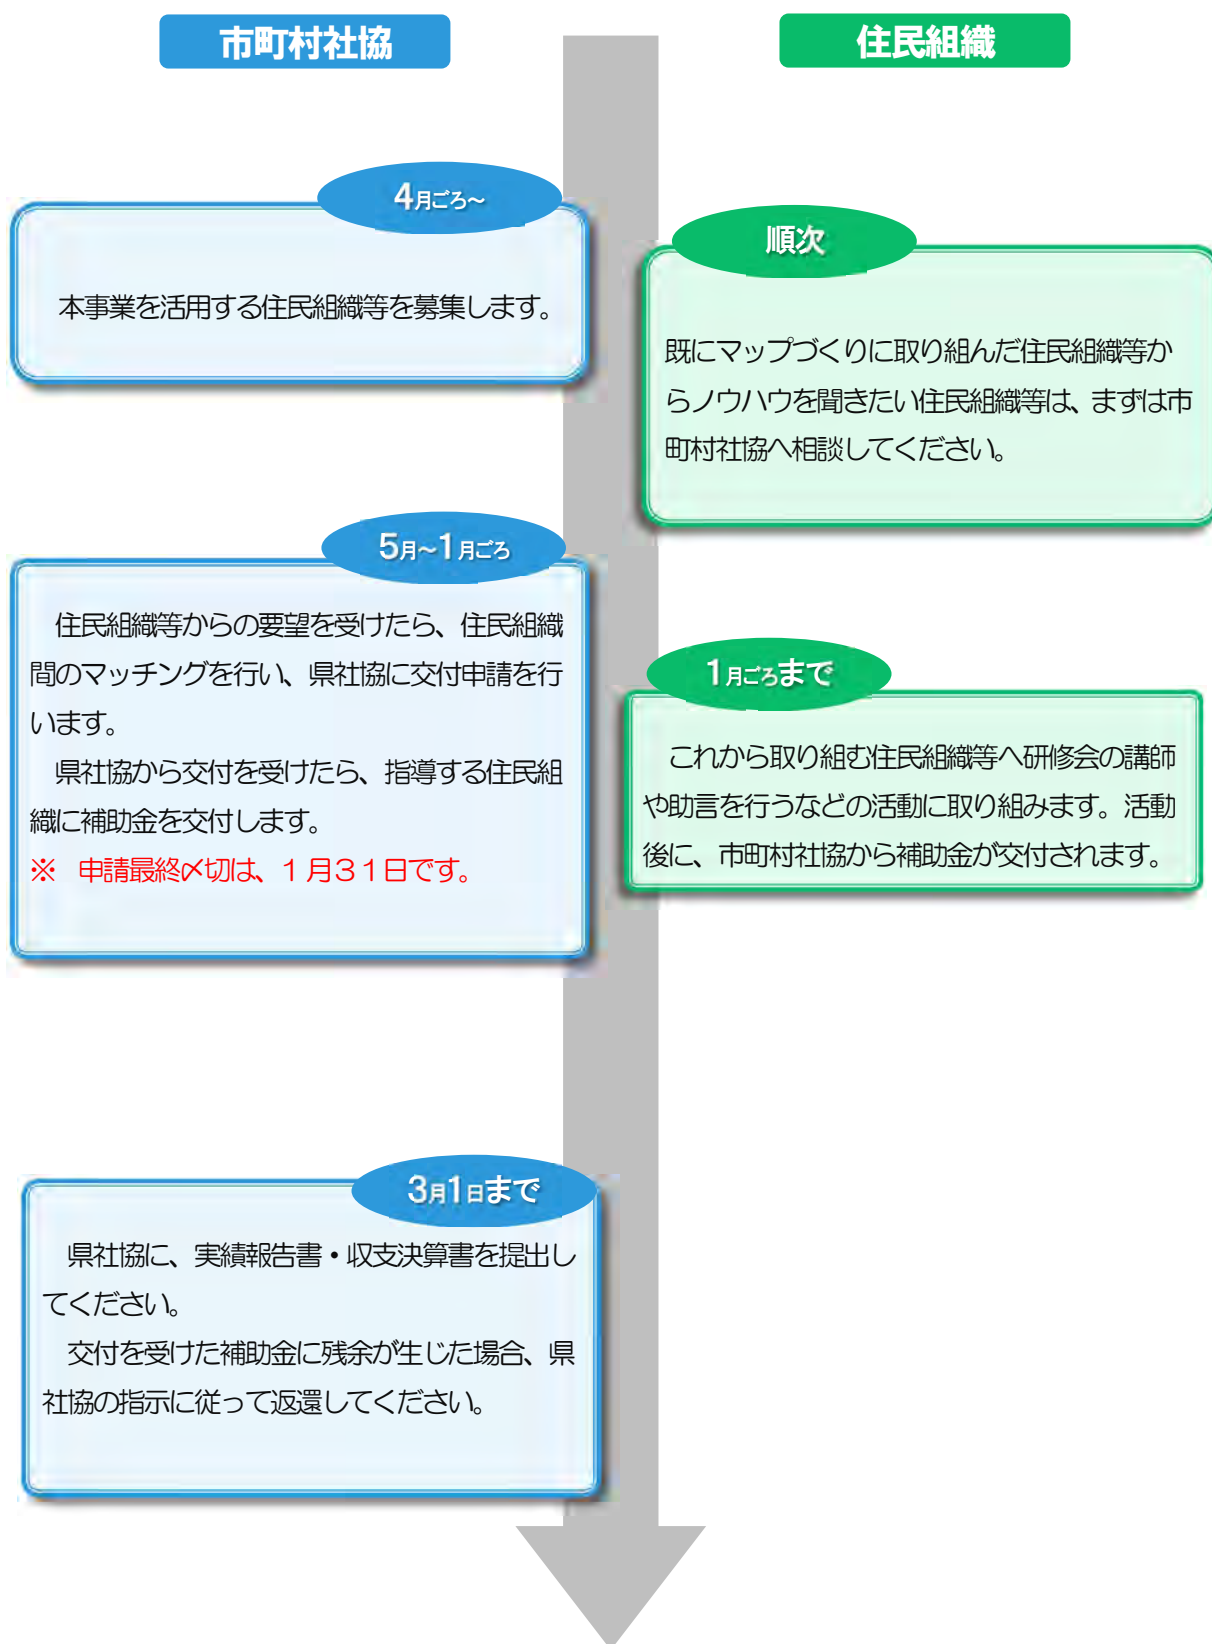 市町村社協
住民組織
4月ごろ~
本事業を活用する住民組織等を募集します。
順次
既にマップづくりに取り組んだ住民組織等か
らノウハウを聞きたい住民組織等は、まずは市
町村社協へ相談してください。
5月~1月ごろ
住民組織等からの要望を受けたら、住民組織
間のマッチングを行い、県社協に交付申請を行
います。
県社協から交付を受けたら、指導する住民組
織に補助金を交付します。
※ 申請最終〆切は、1月31日です。
1月ごろまで
これから取り組む住民組織等へ研修会の講師
や助言を行うなどの活動に取り組みます。活動
後に、市町村社協から補助金が交付されます。
3月1日まで
県社協に、実績報告書・収支決算書を提出し
てください。
交付を受けた補助金に残余が生じた場合、県
社協の指示に従って返還してください。